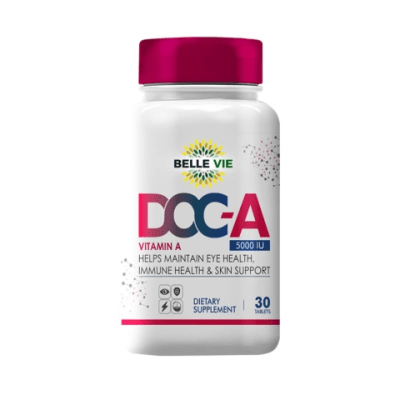 BELLE VIE
DOC-A
VITAMIN A
5000 IU
HELPS MAINTAIN EYE HEALTH,
IMMUNE HEALTH & SKIN SUPPORT
DIETARY
SUPPLEMENT
30
TABLETS